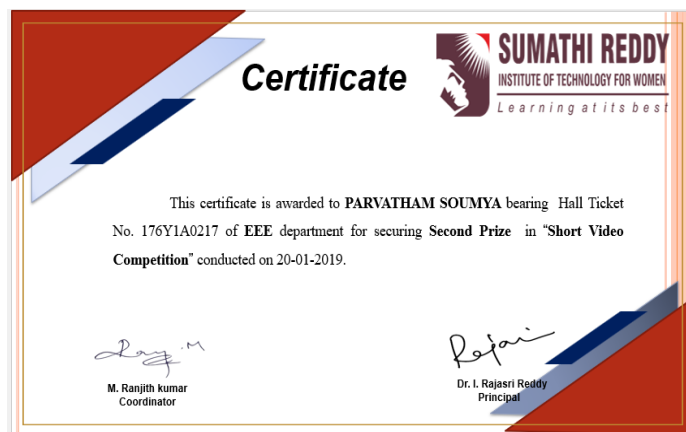 Certificate
SUMATHI REDDY
INSTITUTE OF TECHNOLOGY FOR WOMEN
Learning at its best
This certificate is awarded to PARVATHAM SOUMYA bearing Hall Ticket
No. 176Y1A0217 of EEE department for securing Second Prize in “Short Video
Competition” conducted on 20-01-2019.
M. Ranjith kumar
Coordinator
Dr. I. Rajasri Reddy
Principal